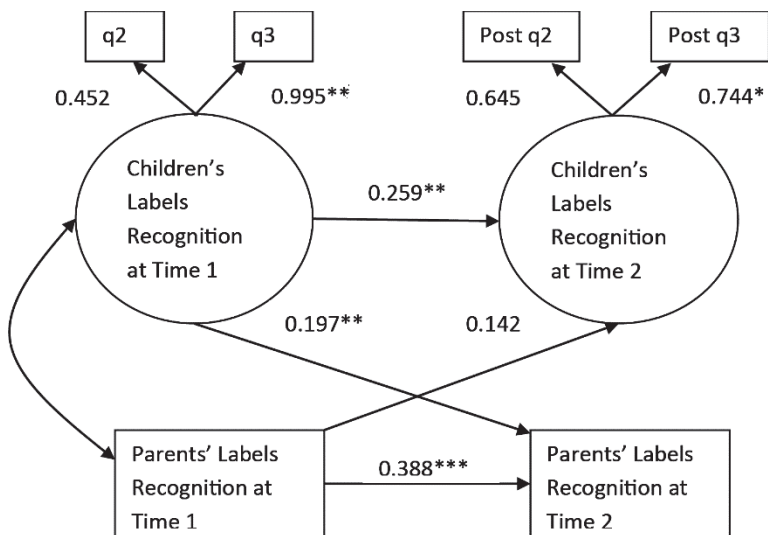 q2
q3
Post q2
Post q3
0.452
0.995**
0.645
0.744*
Children’s
Labels
Recognition
at Time 1
0.259**
Children’s
Labels
Recognition
at Time 2
0.197**
0.142
Parents’ Labels
Recognition at
Time 1
0.388***
Parents’ Labels
Recognition at
Time 2